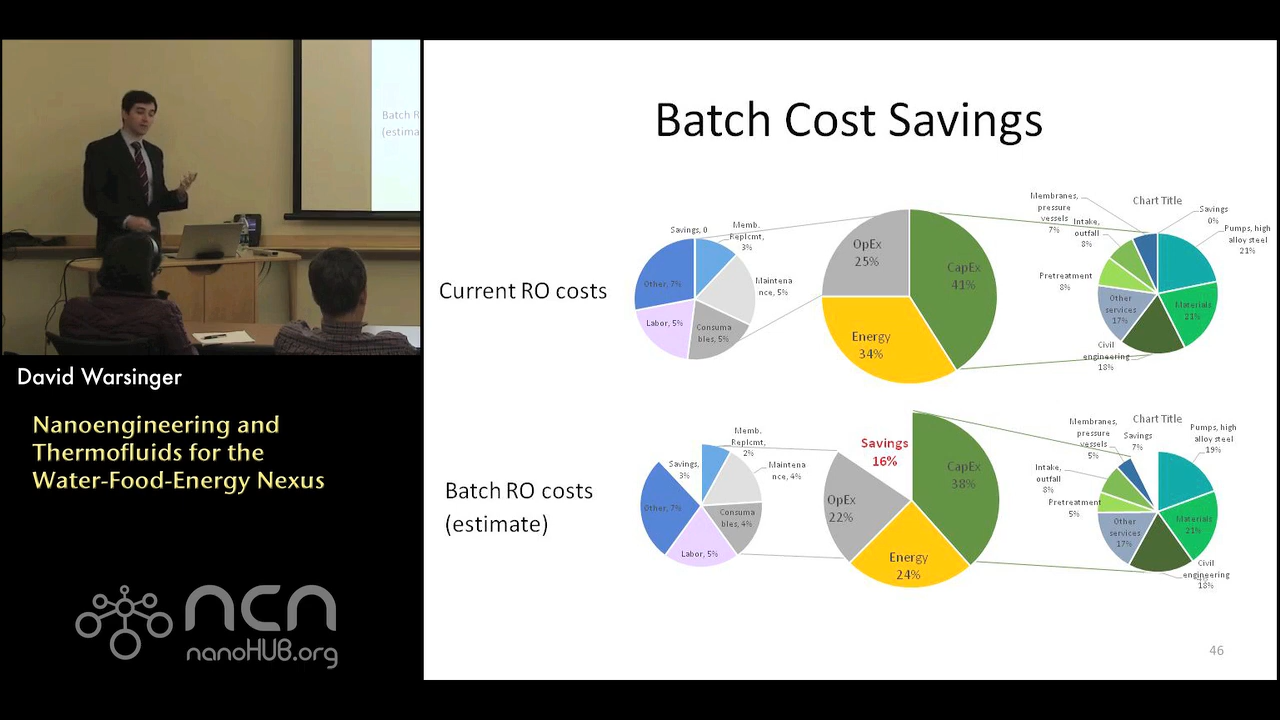 Batch R
(estima
David Warsinger
Nanoengineering and
Thermofluids for the
Water-Food-Energy Nexus
ncn
nanoHUB.org
Batch Cost Savings
Current RO costs
Savings, 0
Memb.
Replcmt,
3%
Maintena
nce, 5%
Consuma
bles, 5%
Labor, 5%
Other, 7%
OpEx
25%
CapEx
41%
Energy
34%
Chart Title
Membranes,
pressure
vessels
7%
Savings
0%
Intake,
outfall
8%
Pumps, high
alloy steel
21%
Pretreatment
8%
Materials
21%
Other
services
17%
Civil
engineering
18%
Batch RO costs
(estimate)
Savings,
3%
Memb.
Replcmt,
2%
Maintena
nce, 4%
Consuma
bles, 4%
Labor, 5%
Other, 7%
Savings
16%
OpEx
22%
CapEx
38%
Energy
24%
Chart Title
Membranes,
pressure
vessels
5%
Savings
7%
Pumps, high
alloy steel
19%
Intake,
outfall
8%
Pretreatment
5%
Materials
21%
Other
services
17%
Civil
engineering
18%
46